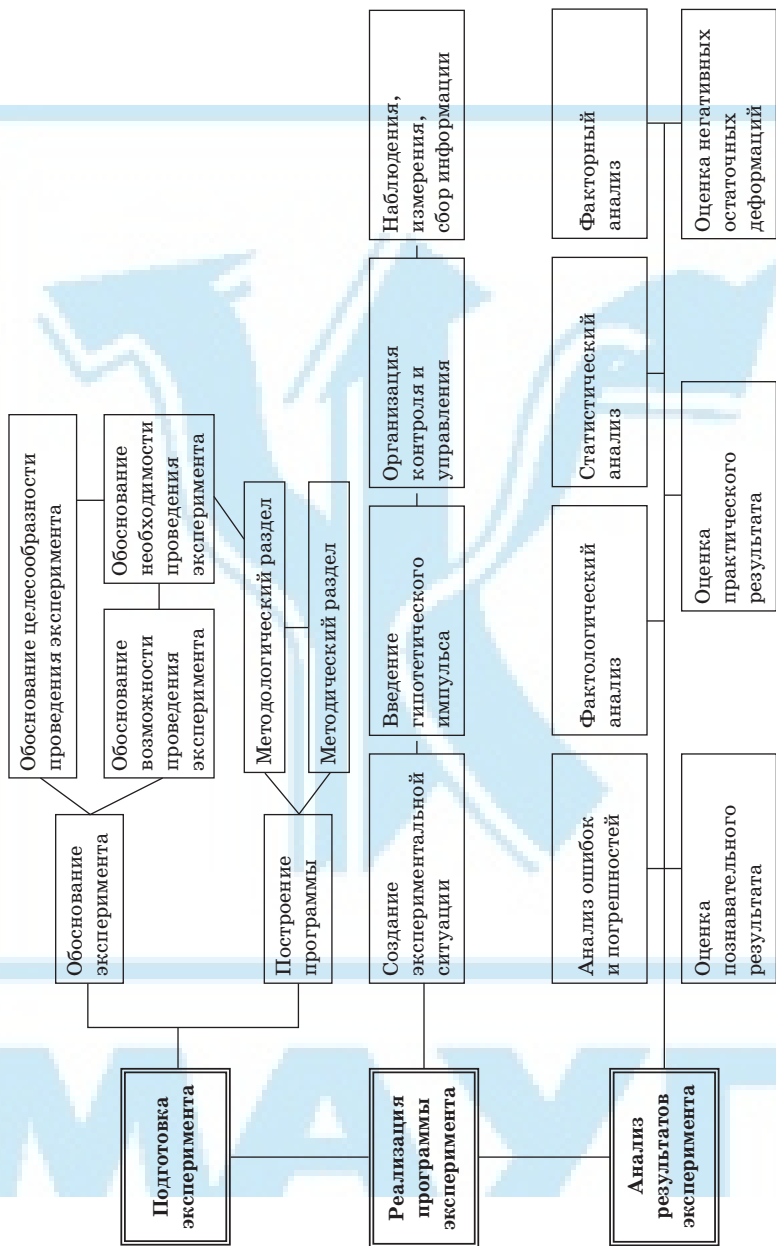 Подготовка
эксперимента
Обоснование
эксперимента
Обоснование целесообразности
проведения эксперимента
Обоснование
возможности
проведения
эксперимента
Обоснование
необходимости
проведения
эксперимента
Построение
программы
Методологический раздел
Методический раздел
Реализация
программы
эксперимента
Создание
экспериментальной
ситуации
Введение
гипотетического
импульса
Организация
контроля и
управления
Наблюдения,
измерения,
сбор информации
Анализ
результатов
эксперимента
Анализ ошибок
и погрешностей
Фактологический
анализ
Статистический
анализ
Факторный
анализ
Оценка
познавательного
результата
Оценка
практического
результата
Оценка негативных
остаточных
деформаций
МАУП